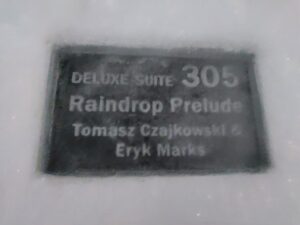 DELUXE SUITE 305
Raindrop Prelude
Tomasz Czajkowski &
Eryk Marks